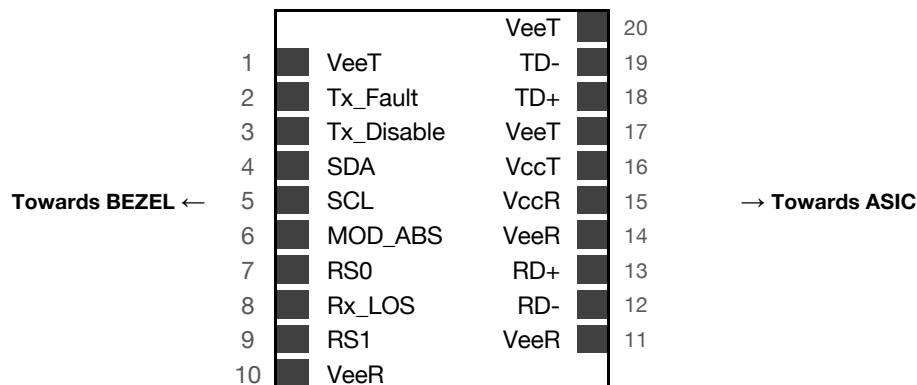 VeeT 20
1 VeeT TD- 19
2 Tx_Fault TD+ 18
3 Tx_Disable VeeT 17
4 SDA VccT 16
Towards BEZEL ← 5 SCL VccR 15 → Towards ASIC
6 MOD_ABS VeeR 14
7 RS0 RD+ 13
8 Rx_LOS RD- 12
9 RS1 VeeR 11
10 VeeR